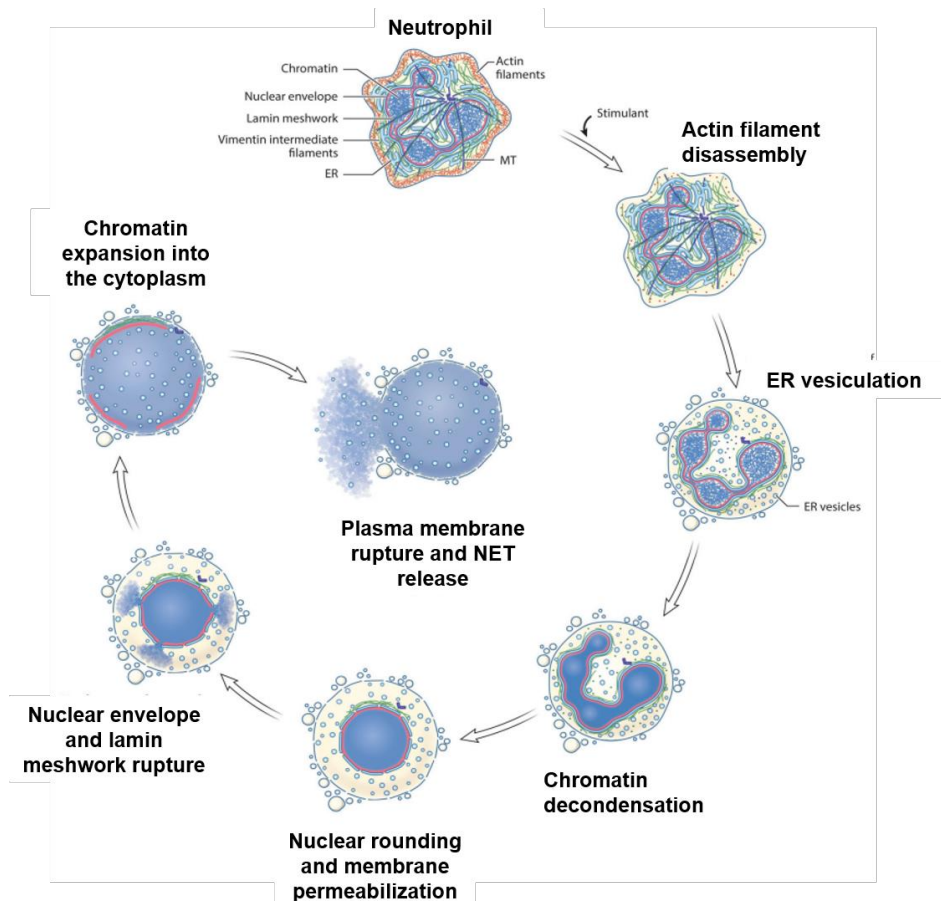 Neutrophil
Chromatin
Nuclear envelope
Lamin meshwork
Vimentin intermediate
filaments
ER
Actin
filaments
MT
Stimulant
Actin filament
disassembly
ER vesiculation
ER vesicles
Chromatin
decondensation
Nuclear rounding
and membrane
permeabilization
Nuclear envelope
and lamin
meshwork rupture
Chromatin
expansion into
the cytoplasm
Plasma membrane
rupture and NET
release